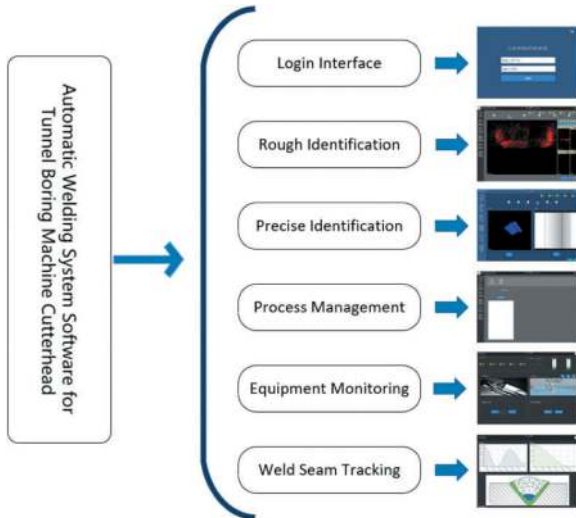 Automatic Welding System Software for
Tunnel Boring Machine Cutterhead
Login Interface
Rough Identification
Precise Identification
Process Management
Equipment Monitoring
Weld Seam Tracking